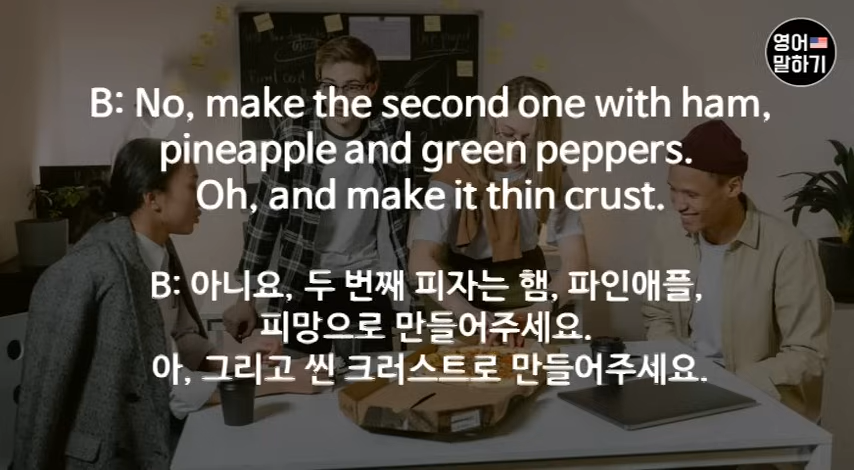 영어
말하기
B: No, make the second one with ham,
pineapple and green peppers.
Oh, and make it thin crust.
B: 아니요, 두 번째 피자는 햄, 파인애플,
피망으로 만들어주세요.
아, 그리고 씬 크러스트로 만들어주세요.